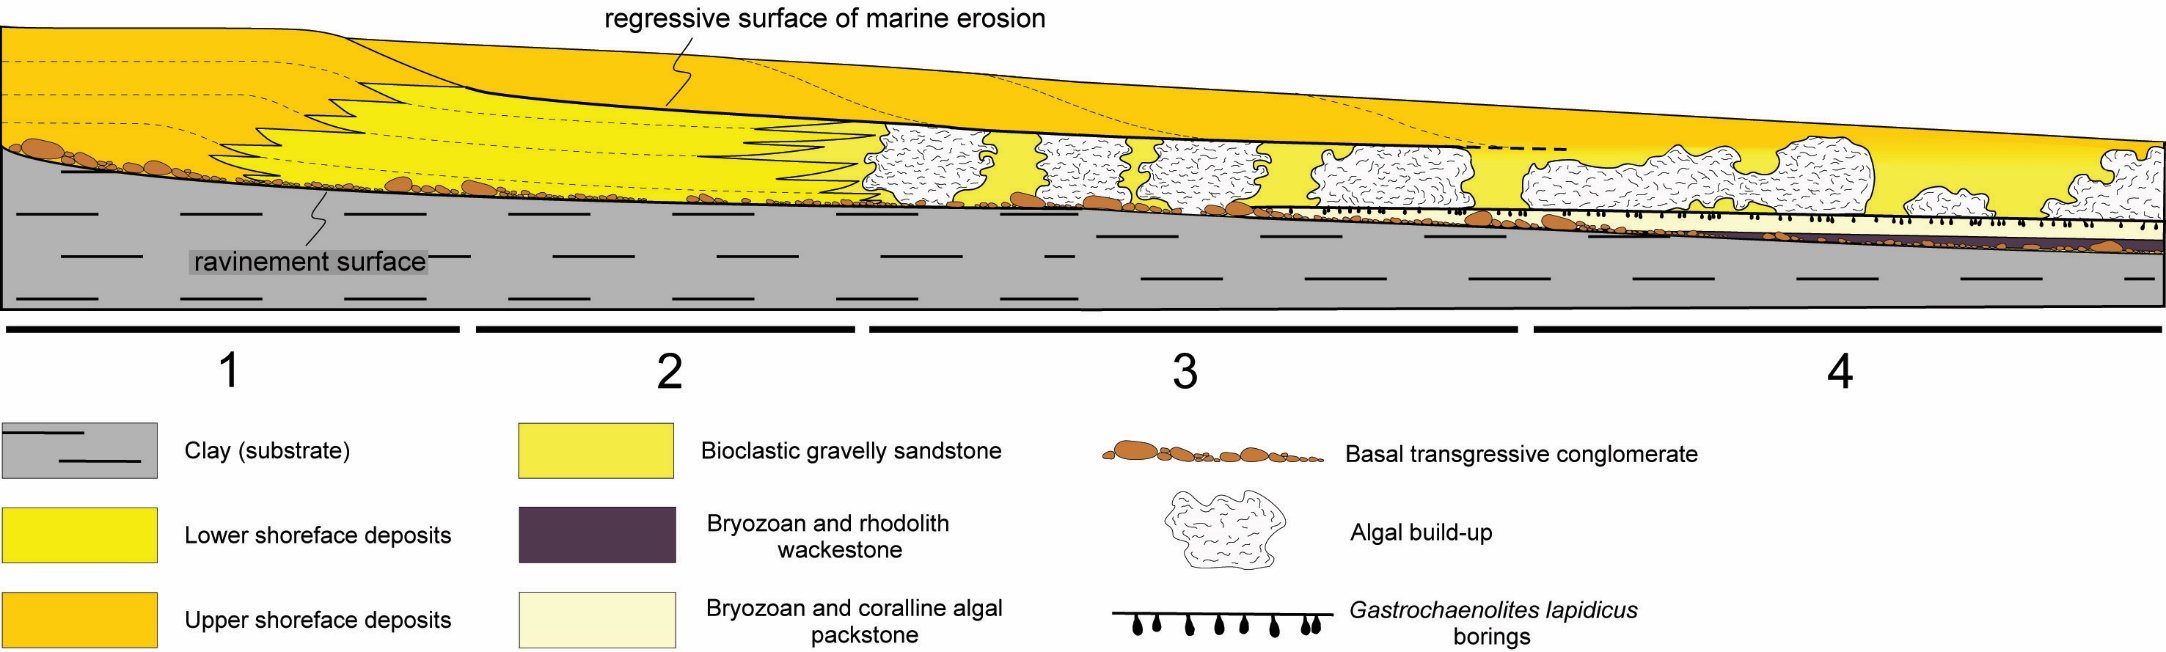 regressive surface of marine erosion
ravinement surface
1
2
3
4
Clay (substrate)
Bioclastic gravelly sandstone
Basal transgressive conglomerate
Lower shoreface deposits
Bryozoan and rhodolith
wackestone
Algal build-up
Upper shoreface deposits
Bryozoan and coralline algal
packstone
Gastrochaenolites lapidicus
borings